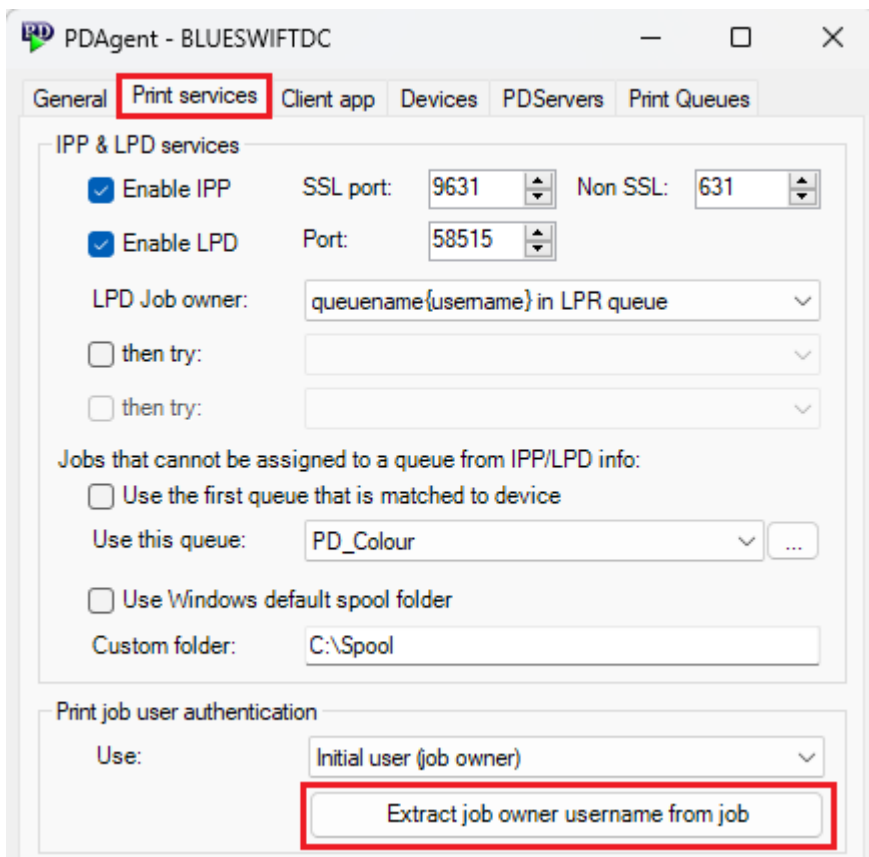 PD PDAgent - BLUESWIFTDC
General Print services Client app Devices PDServers Print Queues
IPP & LPD services
Enable IPP SSL port: 9631 Non SSL: 631
Enable LPD Port: 58515
LPD Job owner: queuename{username} in LPR queue
then try:
then try:
Jobs that cannot be assigned to a queue from IPP/LPD info:
Use the first queue that is matched to device
Use this queue: PD_Colour ...
Use Windows default spool folder
Custom folder: C:\Spool
Print job user authentication
Use: Initial user (job owner)
Extract job owner username from job